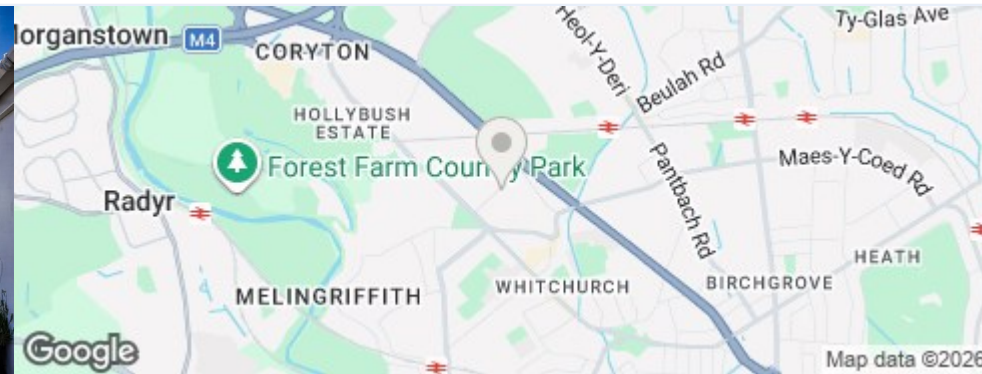 Morganstown
M4
CORYTON
Heol-Y-Deri
Ty-Glas Ave
Beulah Rd
HOLLYBUSH
ESTATE
Forest Farm Country Park
Maes-Y-Coed Rd
Pantbach Rd
Radyr
HEATH
MELINGRIFFITH
WHITCHURCH
BIRCHGROVE
Google
Map data ©2026